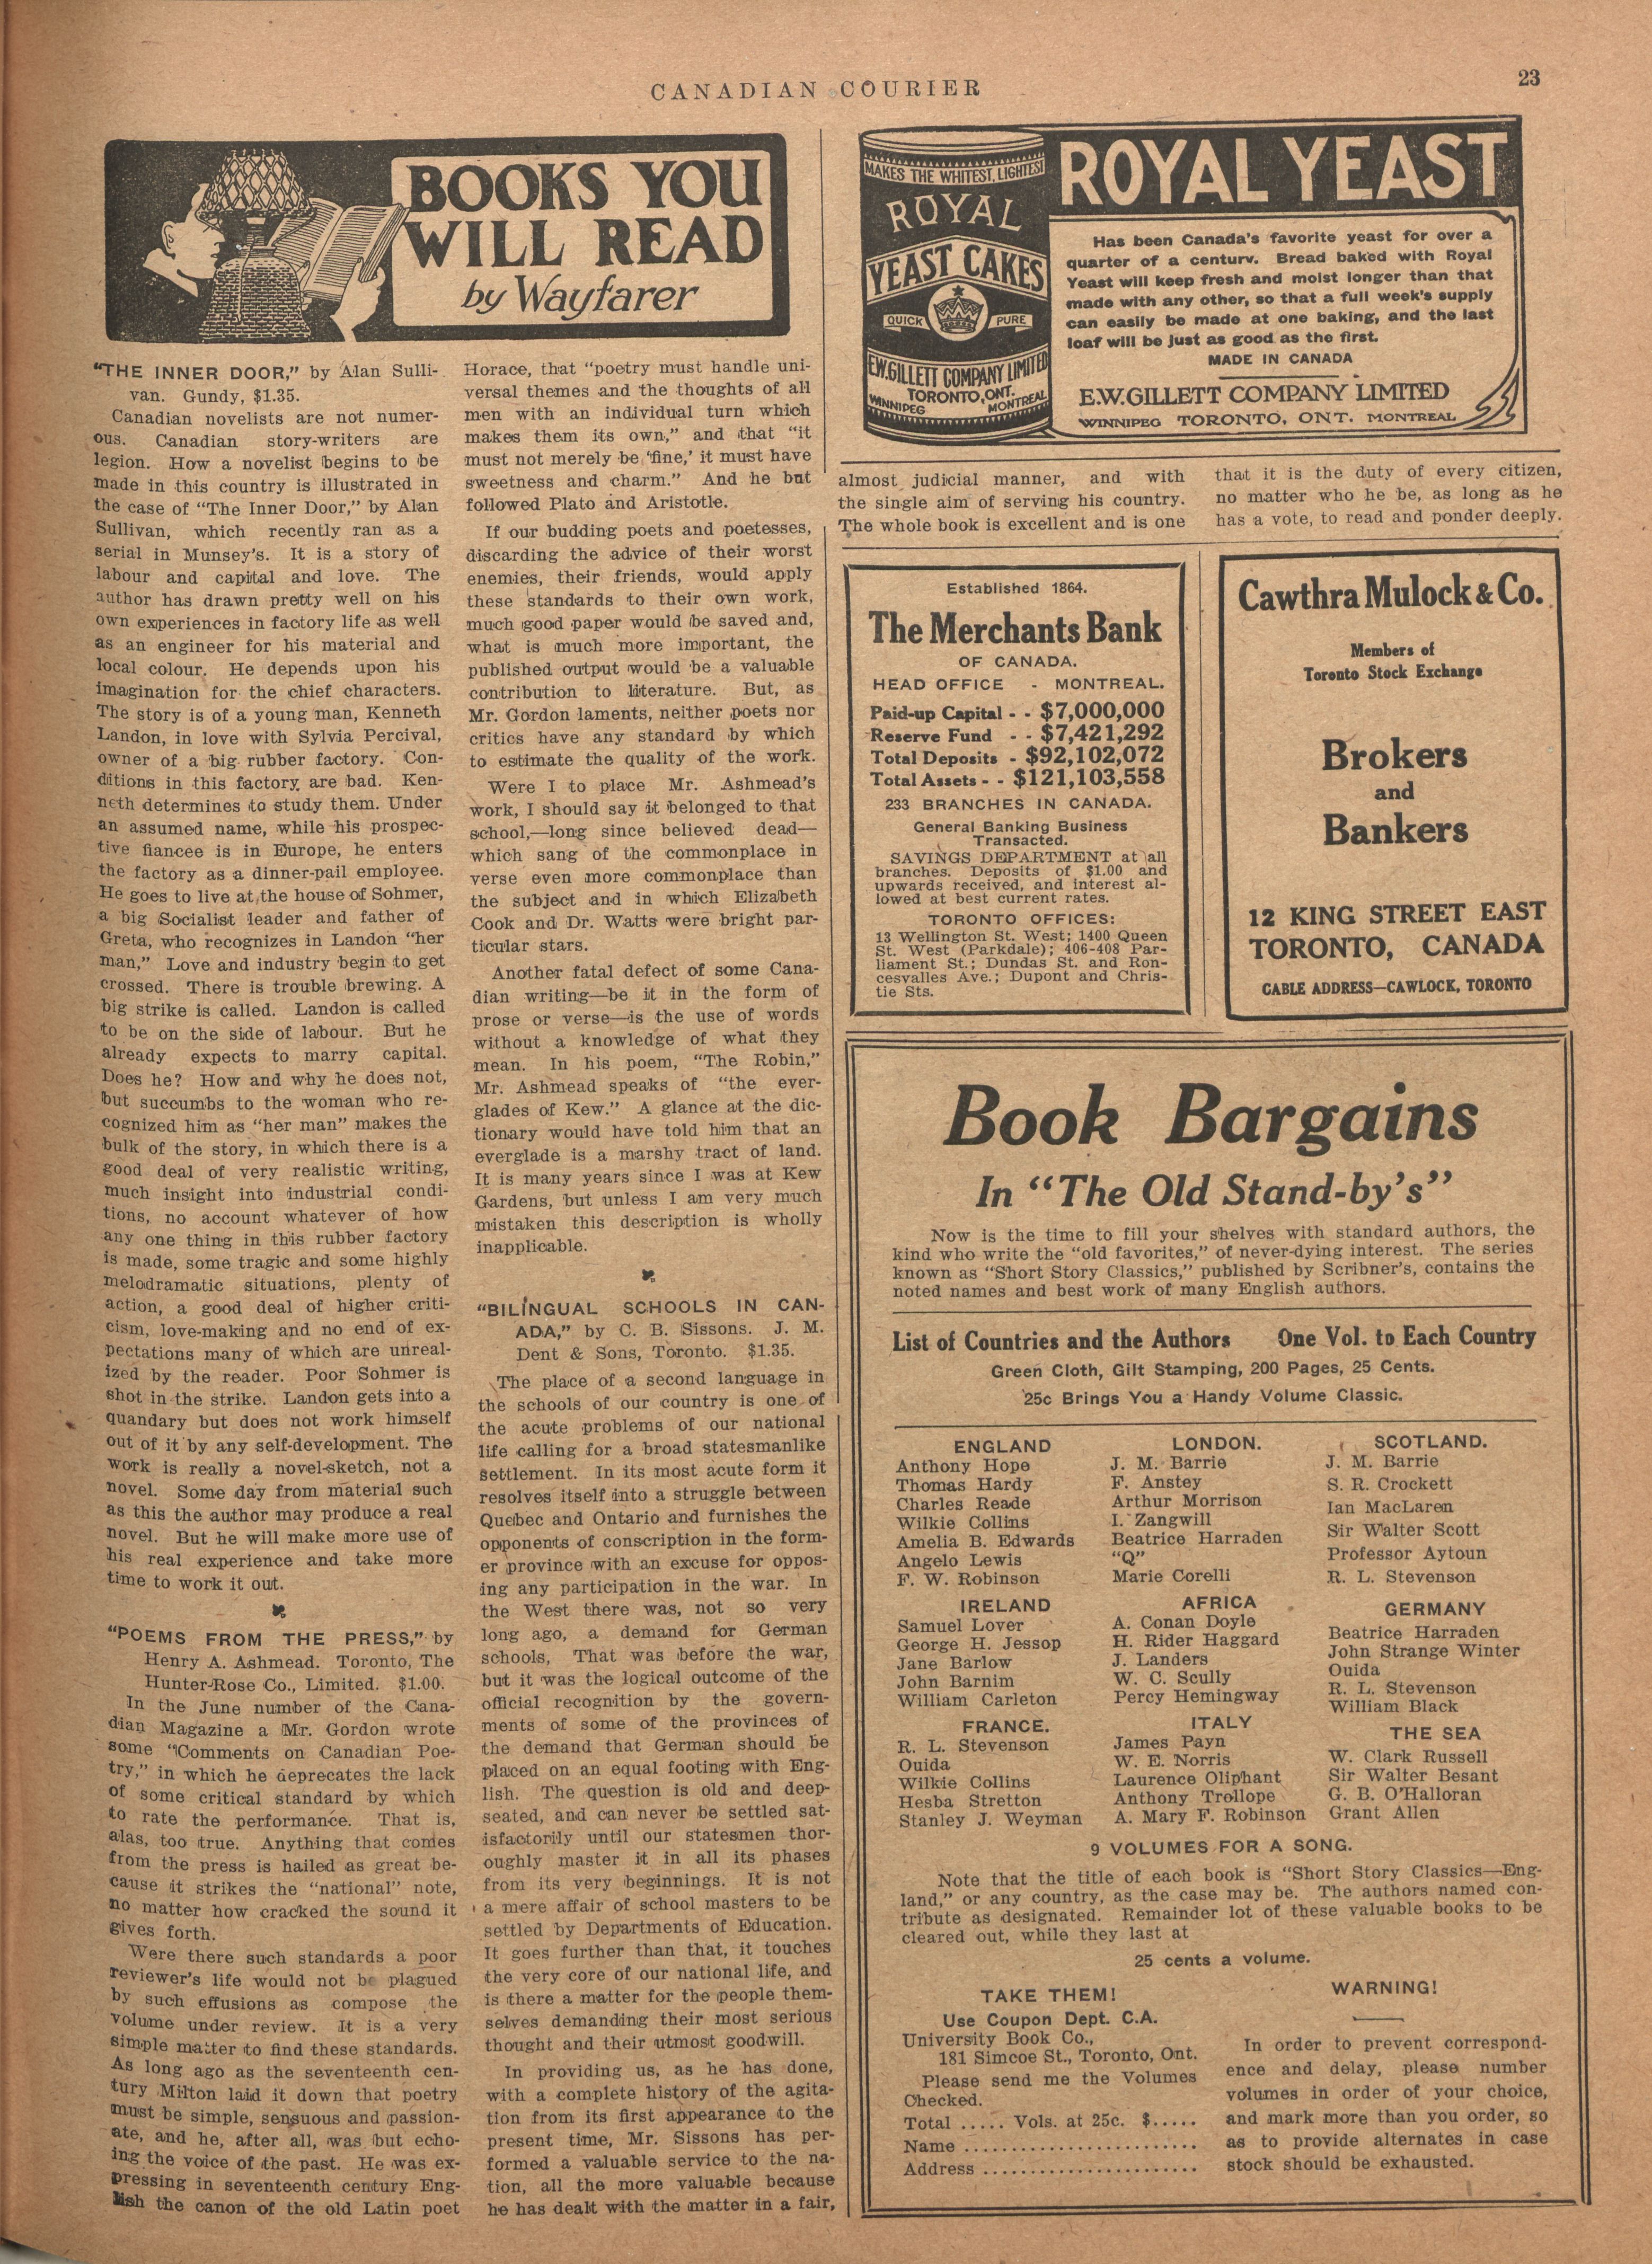 CANADIAN COURIER
23
BOOKS YOU
WILL READ
by Wayfarer
"THE INNER DOOR," by Alan Sulli-
van. Gundy, $1.35.
Canadian novelists are not numer-
ous. Canadian story-writers are
legion. How a novelist begins to be
made in this country is illustrated in
the case of "The Inner Door," by Alan
Sullivan, which recently ran as a
serial in Munsey's. It is a story of
labour and capital and love. The
author has drawn pretty well on his
own experiences in factory life as well
as an engineer for his material and
local colour. He depends upon his
imagination for the chief characters.
The story is of a young man, Kenneth
Landon, in love with Sylvia Percival,
owner of a big rubber factory. Con-
ditions in this factory are bad. Ken-
neth determines to study them. Under
an assumed name, while his prospec-
tive fiancee is in Europe, he enters
the factory as a dinner-pail employee.
He goes to live at the house of Sohmer,
a big Socialist leader and father of
Greta, who recognizes in Landon "her
man," Love and industry begin to get
crossed. There is trouble brewing. A
big strike is called. Landon is called
to be on the side of labour. But he
already expects to marry capital.
Does he? How and why he does not,
but succumbs to the woman who re-
cognized him as "her man" makes the
bulk of the story, in which there is a
good deal of very realistic writing,
much insight into industrial condi-
tions, no account whatever of how
any one thing in this rubber factory
is made, some tragic and some highly
melodramatic situations, plenty of
action, a good deal of higher criti-
cism, love-making and no end of ex-
pectations many of which are unreal-
ized by the reader. Poor Sohmer is
shot in the strike. Landon gets into a
quandary but does not work himself
out of it by any self-development. The
work is really a novel-sketch, not a
novel. Some day from material such
as this the author may produce a real
novel. But he will make more use of
his real experience and take more
time to work it out.
"POEMS FROM THE PRESS," by
Henry A. Ashmead. Toronto, The
Hunter-Rose Co., Limited. $1.00.
In the June number of the Cana-
dian Magazine a Mr. Gordon wrote
some "Comments on Canadian Poe-
try," in which he deprecates the lack
of some critical standard by which
to rate the performance. That is,
alas, too true. Anything that comes
from the press is hailed as great be-
cause it strikes the "national" note,
no matter how cracked the sound it
gives forth.
Were there such standards a poor
reviewer's life would not be plagued
by such effusions as compose the
volume under review. It is a very
simple matter to find these standards.
As long ago as the seventeenth cen-
tury Milton laid it down that poetry
must be simple, sensuous and passion-
ate, and he, after all, was but echo-
ing the voice of the past. He was ex-
pressing in seventeenth century Eng-
lish the canon of the old Latin poet
Horace, that "poetry must handle uni-
versal themes and the thoughts of all
men with an individual turn which
makes them its own," and that "it
must not merely be 'fine,' it must have
sweetness and charm." And he but
followed Plato and Aristotle.
If our budding poets and poetesses,
discarding the advice of their worst
enemies, their friends, would apply
these standards to their own work,
much good paper would be saved and,
what is much more important, the
published output would be a valuable
contribution to literature. But, as
Mr. Gordon laments, neither poets nor
critics have any standard by which
to estimate the quality of the work.
Were I to place Mr. Ashmead's
work, I should say it belonged to that
school,—long since believed dead—
which sang of the commonplace in
verse even more commonplace than
the subject and in which Elizabeth
Cook and Dr. Watts were bright par-
ticular stars.
Another fatal defect of some Cana-
dian writing—be it in the form of
prose or verse—is the use of words
without a knowledge of what they
mean. In his poem, "The Robin,"
Mr. Ashmead speaks of "the ever-
glades of Kew." A glance at the dic-
tionary would have told him that an
everglade is a marshy tract of land.
It is many years since I was at Kew
Gardens, but unless I am very much
mistaken this description is wholly
inapplicable.
"BILINGUAL SCHOOLS IN CAN-
ADA," by C. B. Sissons. J. M.
Dent & Sons, Toronto. $1.35.
The place of a second language in
the schools of our country is one of
the acute problems of our national
life calling for a broad statesmanlike
settlement. In its most acute form it
resolves itself into a struggle between
Quebec and Ontario and furnishes the
opponents of conscription in the form-
er province with an excuse for oppos-
ing any participation in the war. In
the West there was, not so very
long ago, a demand for German
schools, That was before the war,
but it was the logical outcome of the
official recognition by the govern-
ments of some of the provinces of
the demand that German should be
placed on an equal footing with Eng-
lish. The question is old and deep-
seated, and can never be settled sat-
isfactorily until our statesmen thor-
oughly master it in all its phases
from its very beginnings. It is not
a mere affair of school masters to be
settled by Departments of Education.
It goes further than that, it touches
the very core of our national life, and
is there a matter for the people them-
selves demanding their most serious
thought and their utmost goodwill.
In providing us, as he has done,
with a complete history of the agita-
tion from its first appearance to the
present time, Mr. Sissons has per-
formed a valuable service to the na-
tion, all the more valuable because
he has dealt with the matter in a fair,
MAKES THE WHITEST, LIGHTEST
ROYAL
YEAST CAKES
QUICK PURE
E.W. GILLETT COMPANY LIMITED
TORONTO, ONT.
WINNIPEG MONTREAL
ROYAL YEAST
Has been Canada's favorite yeast for over a
quarter of a century. Bread baked with Royal
Yeast will keep fresh and moist longer than that
made with any other, so that a full week's supply
can easily be made at one baking, and the last
loaf will be just as good as the first.
MADE IN CANADA
E.W. GILLETT COMPANY LIMITED
WINNIPEG TORONTO, ONT. MONTREAL
almost judicial manner, and with
the single aim of serving his country.
The whole book is excellent and is one
that it is the duty of every citizen,
no matter who he be, as long as he
has a vote, to read and ponder deeply.
Established 1864.
The Merchants Bank
OF CANADA.
HEAD OFFICE - MONTREAL.
Paid-up Capital - - $7,000,000
Reserve Fund - - $7,421,292
Total Deposits - $92,102,072
Total Assets - - $121,103,558
233 BRANCHES IN CANADA.
General Banking Business
Transacted.
SAVINGS DEPARTMENT at all
branches. Deposits of $1.00 and
upwards received, and interest al-
lowed at best current rates.
TORONTO OFFICES:
13 Wellington St. West; 1400 Queen
St. West (Parkdale); 406-408 Par-
liament St.; Dundas St. and Ron-
cesvalles Ave.; Dupont and Chris-
tie Sts.
Cawthra Mulock & Co.
Members of
Toronto Stock Exchange
Brokers
and
Bankers
12 KING STREET EAST
TORONTO, CANADA
CABLE ADDRESS—CAWLOCK, TORONTO
Book Bargains
In "The Old Stand-by's"
Now is the time to fill your shelves with standard authors, the
kind who write the "old favorites," of never-dying interest. The series
known as "Short Story Classics," published by Scribner's, contains the
noted names and best work of many English authors.
List of Countries and the Authors One Vol. to Each Country
Green Cloth, Gilt Stamping, 200 Pages, 25 Cents.
25c Brings You a Handy Volume Classic.
ENGLAND
Anthony Hope
Thomas Hardy
Charles Reade
Wilkie Collins
Amelia B. Edwards
Angelo Lewis
F. W. Robinson
IRELAND
Samuel Lover
George H. Jessop
Jane Barlow
John Barnim
William Carleton
FRANCE.
R. L. Stevenson
Ouida
Wilkie Collins
Hesba Stretton
Stanley J. Weyman
LONDON.
J. M. Barrie
F. Anstey
Arthur Morrison
I. Zangwill
Beatrice Harraden
"Q"
Marie Corelli
AFRICA
A. Conan Doyle
H. Rider Haggard
J. Landers
W. C. Scully
Percy Hemingway
ITALY
James Payn
W. E. Norris
Laurence Oliphant
Anthony Trollope
A. Mary F. Robinson
SCOTLAND.
J. M. Barrie
S. R. Crockett
Ian MacLaren
Sir Walter Scott
Professor Aytoun
R. L. Stevenson
GERMANY
Beatrice Harraden
John Strange Winter
Ouida
R. L. Stevenson
William Black
THE SEA
W. Clark Russell
Sir Walter Besant
G. B. O'Halloran
Grant Allen
9 VOLUMES FOR A SONG.
Note that the title of each book is "Short Story Classics—Eng-
land," or any country, as the case may be. The authors named con-
tribute as designated. Remainder lot of these valuable books to be
cleared out, while they last at
25 cents a volume.
TAKE THEM!
Use Coupon Dept. C.A.
University Book Co.,
181 Simcoe St., Toronto, Ont.
Please send me the Volumes
Checked.
Total ..... Vols. at 25c. $.....
Name ..........................
Address ........................
WARNING!
In order to prevent correspond-
ence and delay, please number
volumes in order of your choice,
and mark more than you order, so
as to provide alternates in case
stock should be exhausted.